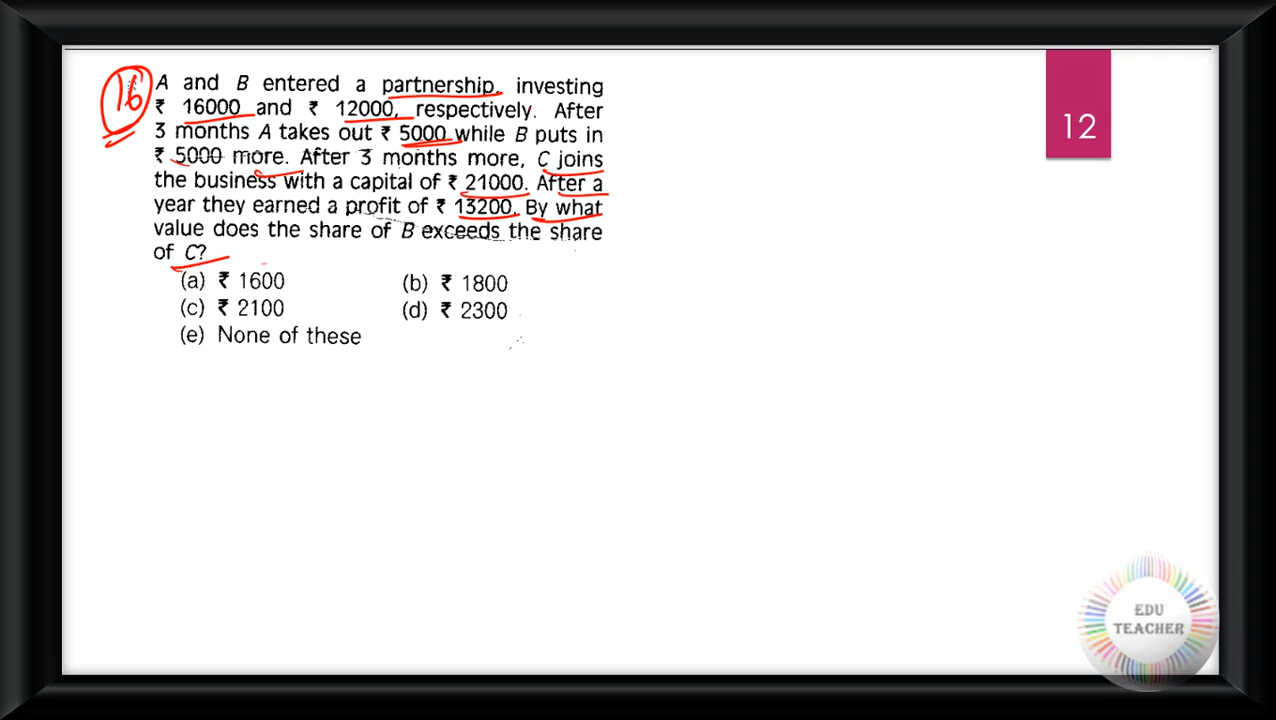 16 A and B entered a partnership, investing
₹ 16000 and ₹ 12000, respectively. After
3 months A takes out ₹ 5000 while B puts in
₹ 5000 more. After 3 months more, C joins
the business with a capital of ₹ 21000. After a
year they earned a profit of ₹ 13200. By what
value does the share of B exceeds the share
of C?
(a) ₹ 1600 (b) ₹ 1800
(c) ₹ 2100 (d) ₹ 2300
(e) None of these
12
EDU
TEACHER